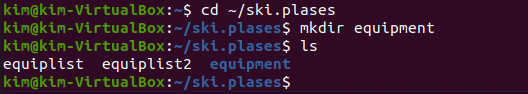 kim@kim-VirtualBox:~$ cd ~/ski.plases
kim@kim-VirtualBox:~/ski.plases$ mkdir equipment
kim@kim-VirtualBox:~/ski.plases$ ls
equiplist  equiplist2  equipment
kim@kim-VirtualBox:~/ski.plases$